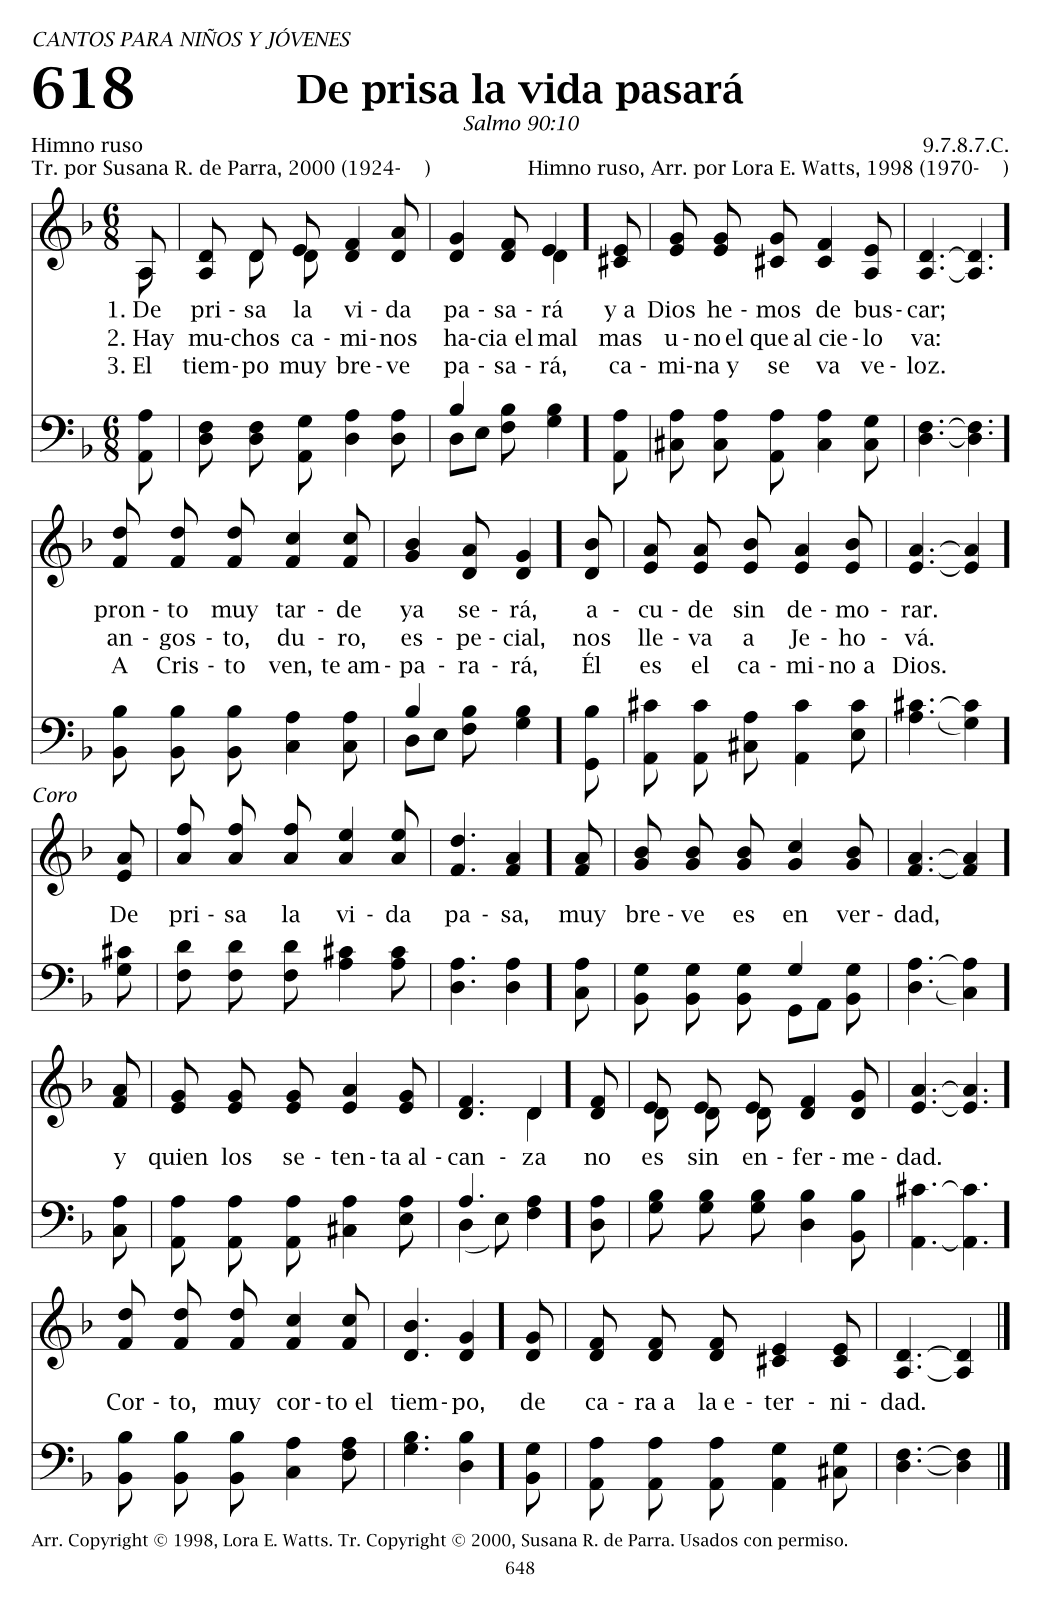 CANTOS PARA NIÑOS Y JÓVENES
618 De prisa la vida pasará
Salmo 90:10
Himno ruso 9.7.8.7.C.
Tr. por Susana R. de Parra, 2000 (1924- ) Himno ruso, Arr. por Lora E. Watts, 1998 (1970- )
1. De pri - sa la vi - da pa - sa - rá y a Dios he - mos de bus - car;
2. Hay mu - chos ca - mi - nos ha - cia el mal mas u - no el que al cie - lo va:
3. El tiem - po muy bre - ve pa - sa - rá, ca - mi - na y se va ve - loz.
pron - to muy tar - de ya se - rá, a - cu - de sin de - mo - rar.
an - gos - to, du - ro, es - pe - cial, nos lle - va a Je - ho - vá.
A Cris - to ven, te am - pa - ra - rá, Él es el ca - mi - no a Dios.
Coro
De pri - sa la vi - da pa - sa, muy bre - ve es en ver - dad,
y quien los se - ten - ta al - can - za no es sin en - fer - me - dad.
Cor - to, muy cor - to el tiem - po, de ca - ra a la e - ter - ni - dad.
Arr. Copyright © 1998, Lora E. Watts. Tr. Copyright © 2000, Susana R. de Parra. Usados con permiso.
648